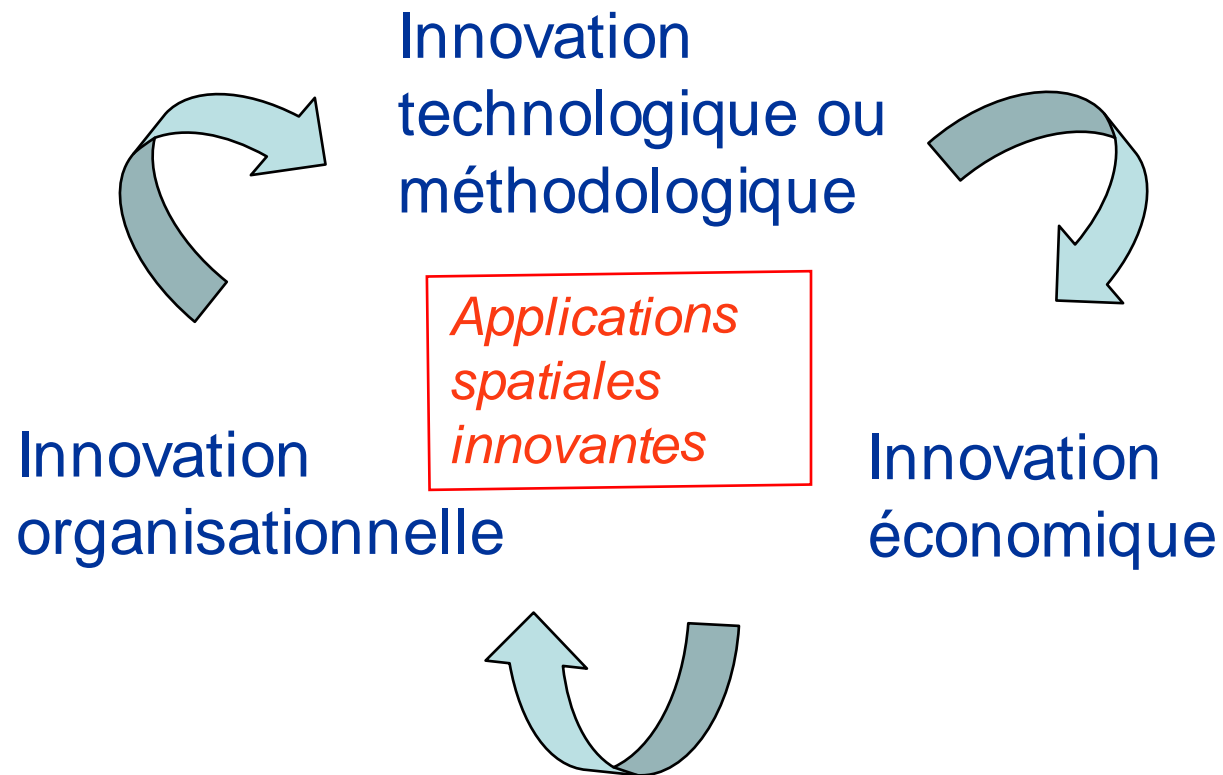 Innovation
technologique ou
méthodologique
Applications
spatiales
innovantes
Innovation
organisationnelle
Innovation
économique